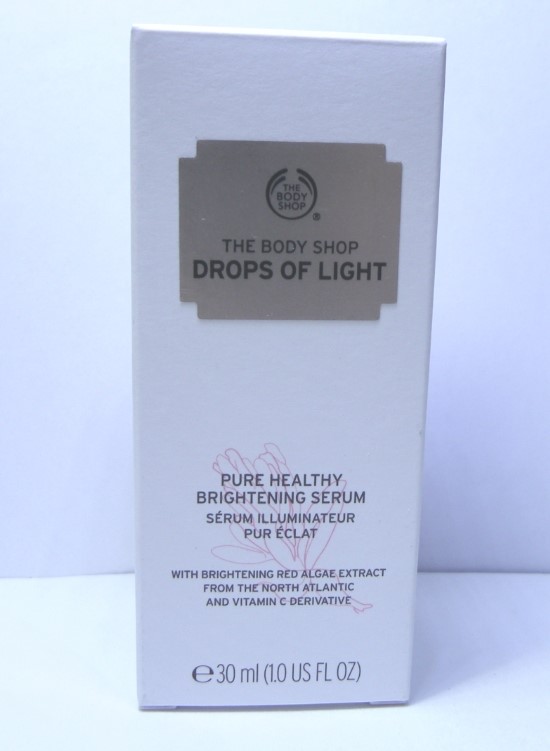 THE
BODY
SHOP
®
THE BODY SHOP
DROPS OF LIGHT
PURE HEALTHY
BRIGHTENING SERUM
SÉRUM ILLUMINATEUR
PUR ÉCLAT
WITH BRIGHTENING RED ALGAE EXTRACT
FROM THE NORTH ATLANTIC
AND VITAMIN C DERIVATIVE
℮30 ml (1.0 US FL OZ)